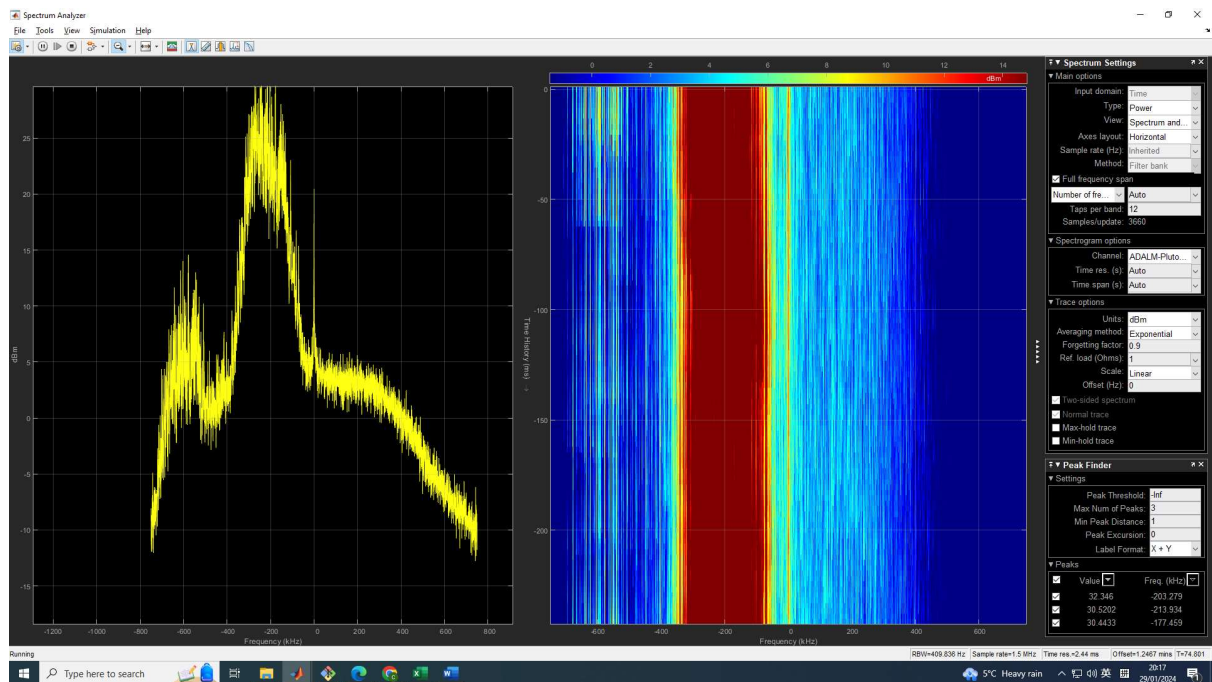 Spectrum Analyzer
File Tools View Simulation Help
0 2 4 6 8 10 12 14
dBm
25
20
15
10
5
0
-5
-10
-15
dBm
-1200 -1000 -800 -600 -400 -200 0 200 400 600 800
Frequency (kHz)
0
-50
-100
-150
-200
Time History (ms) →
-600 -400 -200 0 200 400 600
Frequency (kHz)
Spectrum Settings
Main options
Input domain: Time
Type: Power
View: Spectrum and...
Axes layout: Horizontal
Sample rate (Hz): Inherited
Method: Filter bank
Full frequency span
Number of fre... Auto
Taps per band: 12
Samples/update: 3660
Spectrogram options
Channel: ADALM-Pluto...
Time res. (s): Auto
Time span (s): Auto
Trace options
Units: dBm
Averaging method: Exponential
Forgetting factor: 0.9
Ref. load (Ohms): 1
Scale: Linear
Offset (Hz): 0
Two-sided spectrum
Normal trace
Max-hold trace
Min-hold trace
Peak Finder
Settings
Peak Threshold: -Inf
Max Num of Peaks: 3
Min Peak Distance: 1
Peak Excursion: 0
Label Format: X + Y
Peaks
Value Freq. (kHz)
32.346 -203.279
30.5202 -213.934
30.4433 -177.459
Running
RBW=409.836 Hz Sample rate=1.5 MHz Time res.=2.44 ms Offset=1.2467 mins T=74.801
Type here to search
5°C Heavy rain 英 20:17
29/01/2024